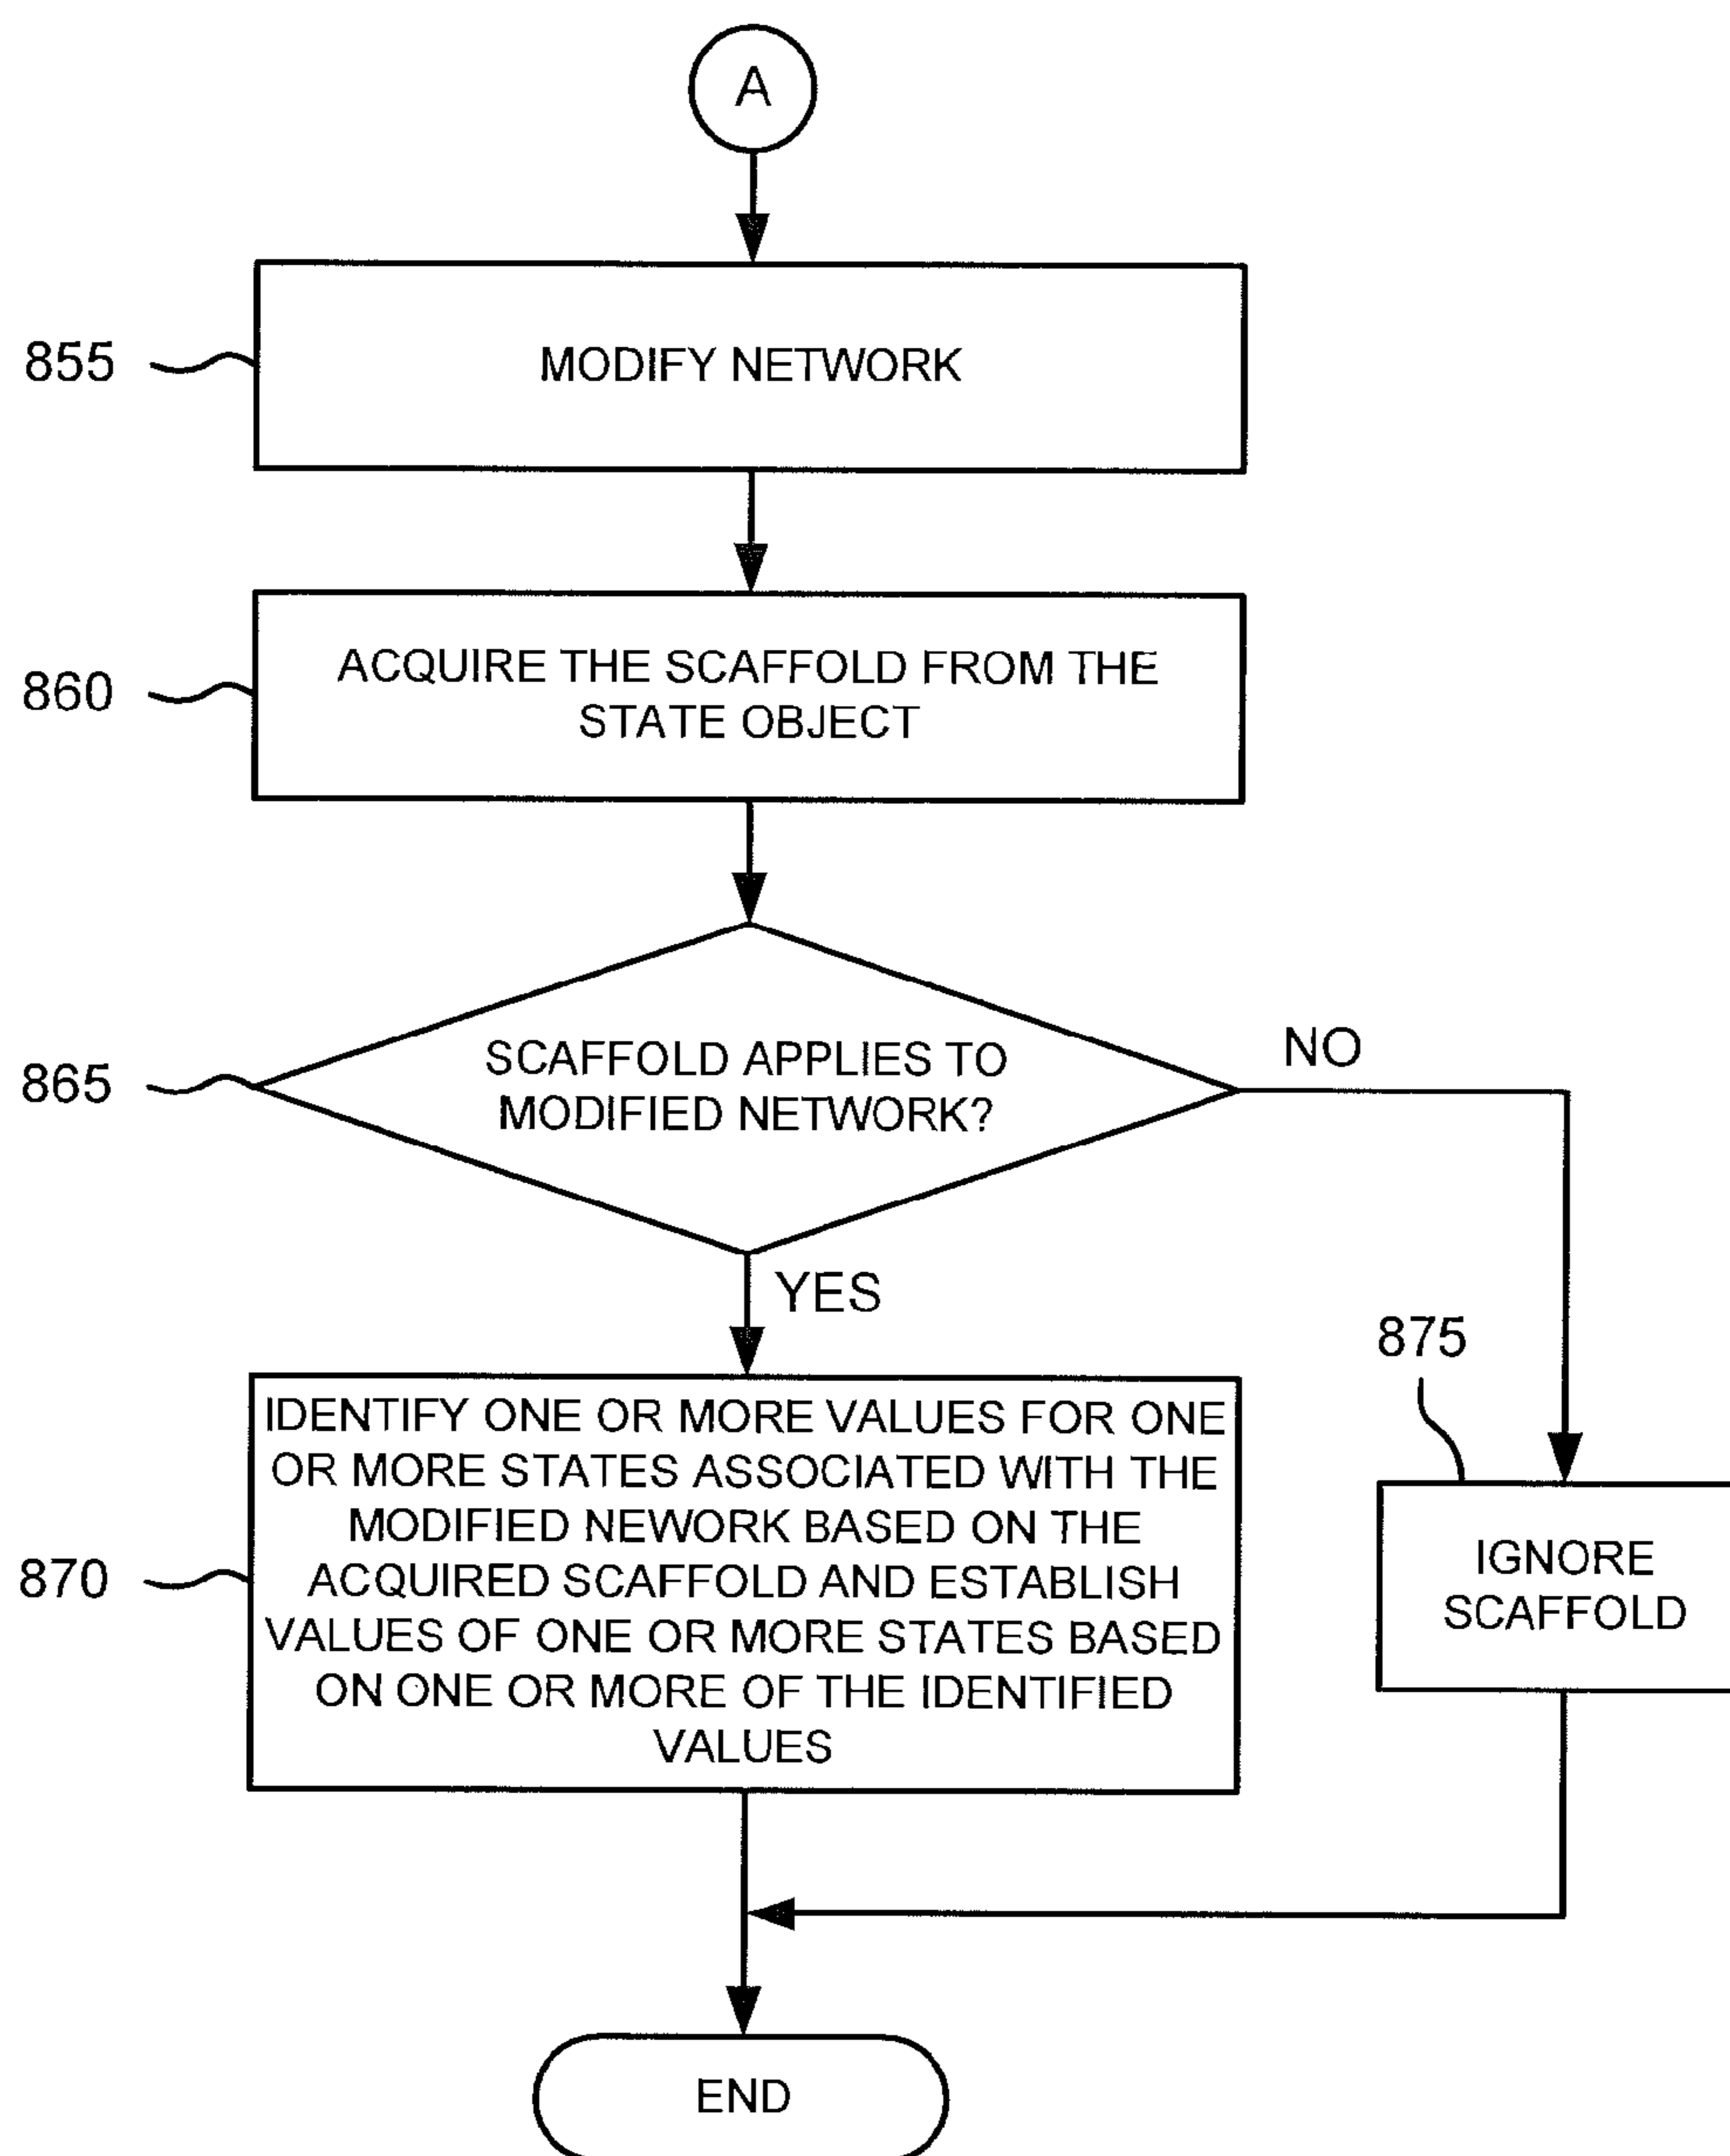 A
855
MODIFY NETWORK
860
ACQUIRE THE SCAFFOLD FROM THE
STATE OBJECT
865
SCAFFOLD APPLIES TO
MODIFIED NETWORK?
NO
YES
875
870
IDENTIFY ONE OR MORE VALUES FOR ONE
OR MORE STATES ASSOCIATED WITH THE
MODIFIED NEWORK BASED ON THE
ACQUIRED SCAFFOLD AND ESTABLISH
VALUES OF ONE OR MORE STATES BASED
ON ONE OR MORE OF THE IDENTIFIED
VALUES
IGNORE
SCAFFOLD
END